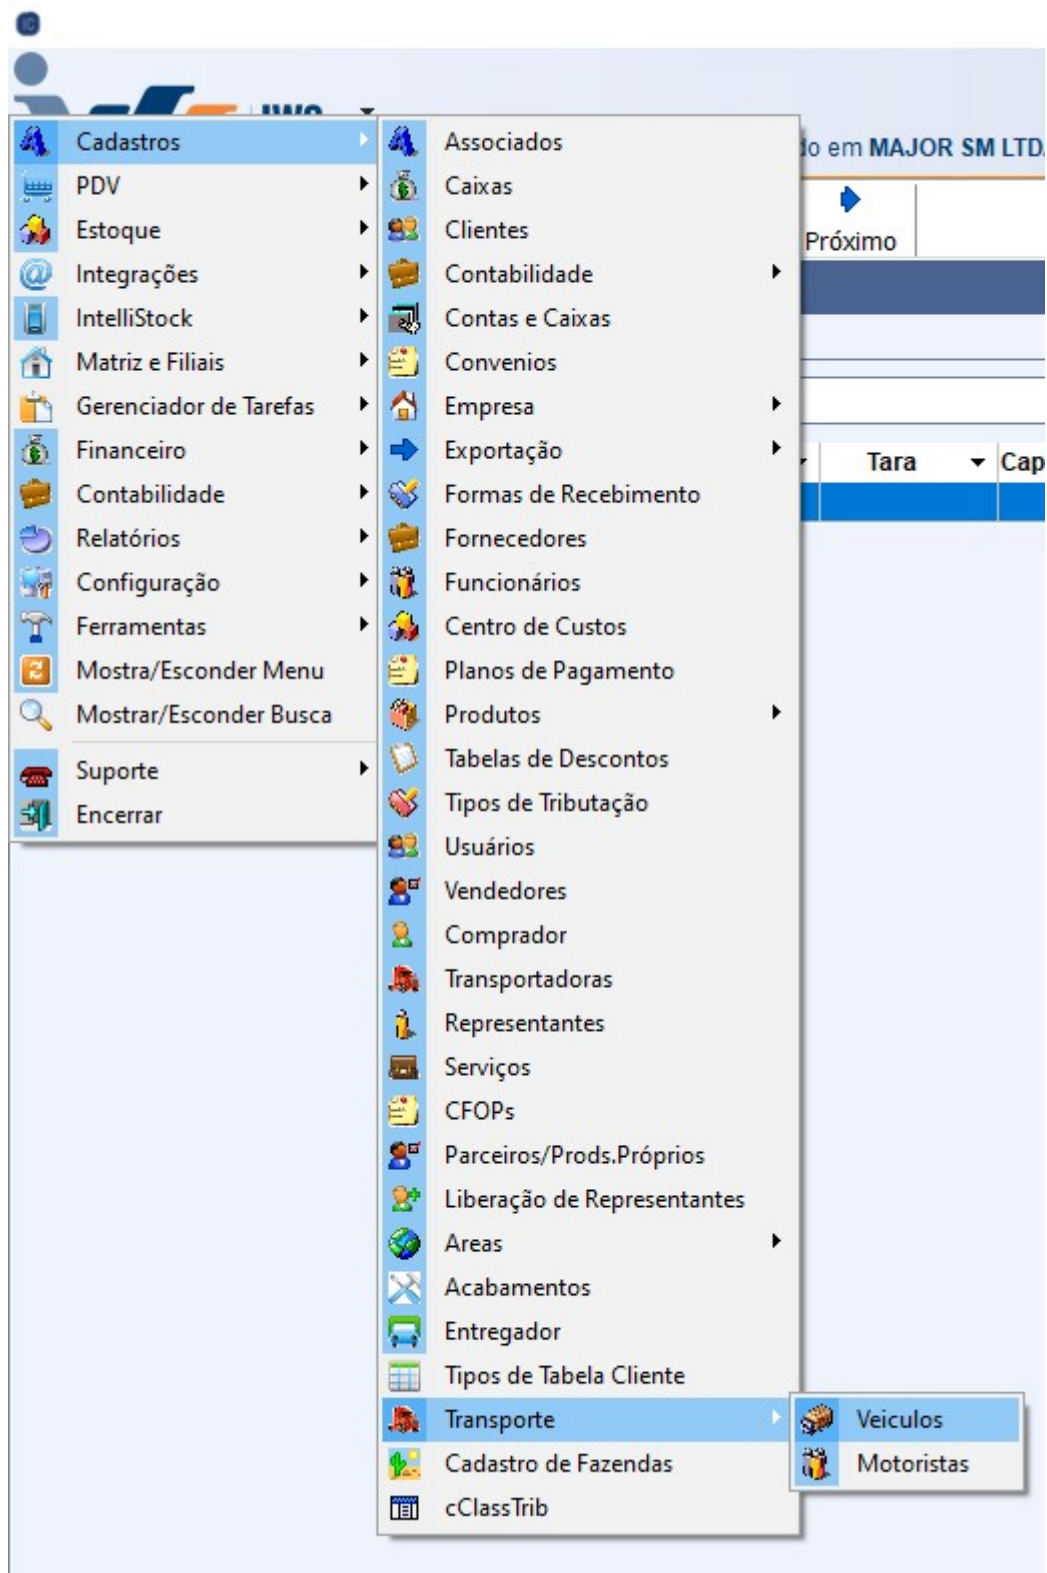 do em MAJOR SM LTD
Próximo
Tara
Cap
Cadastros
PDV
Estoque
Integrações
IntelliStock
Matriz e Filiais
Gerenciador de Tarefas
Financeiro
Contabilidade
Relatórios
Configuração
Ferramentas
Mostra/Esconder Menu
Mostrar/Esconder Busca
Suporte
Encerrar
Associados
Caixas
Clientes
Contabilidade
Contas e Caixas
Convenios
Empresa
Exportação
Formas de Recebimento
Fornecedores
Funcionários
Centro de Custos
Planos de Pagamento
Produtos
Tabelas de Descontos
Tipos de Tributação
Usuários
Vendedores
Comprador
Transportadoras
Representantes
Serviços
CFOPs
Parceiros/Prods.Próprios
Liberação de Representantes
Areas
Acabamentos
Entregador
Tipos de Tabela Cliente
Transporte
Cadastro de Fazendas
cClassTrib
Veiculos
Motoristas